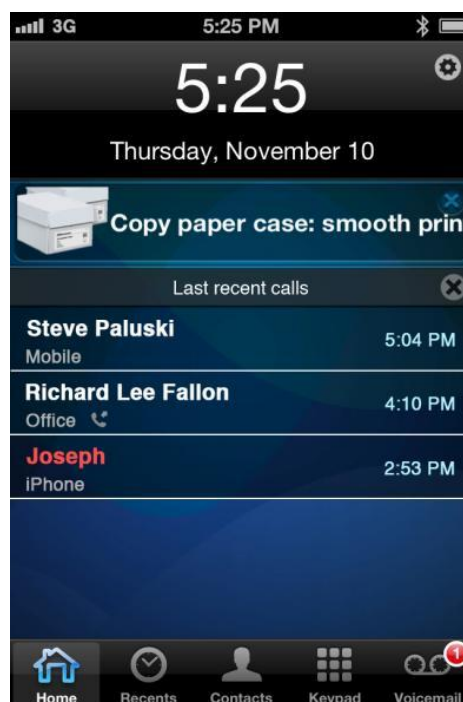 3G 5:25 PM
5:25
Thursday, November 10
Copy paper case: smooth prin
Last recent calls
Steve Paluski
Mobile
5:04 PM
Richard Lee Fallon
Office
4:10 PM
Joseph
iPhone
2:53 PM
1
Home Recents Contacts Keypad Voicemail